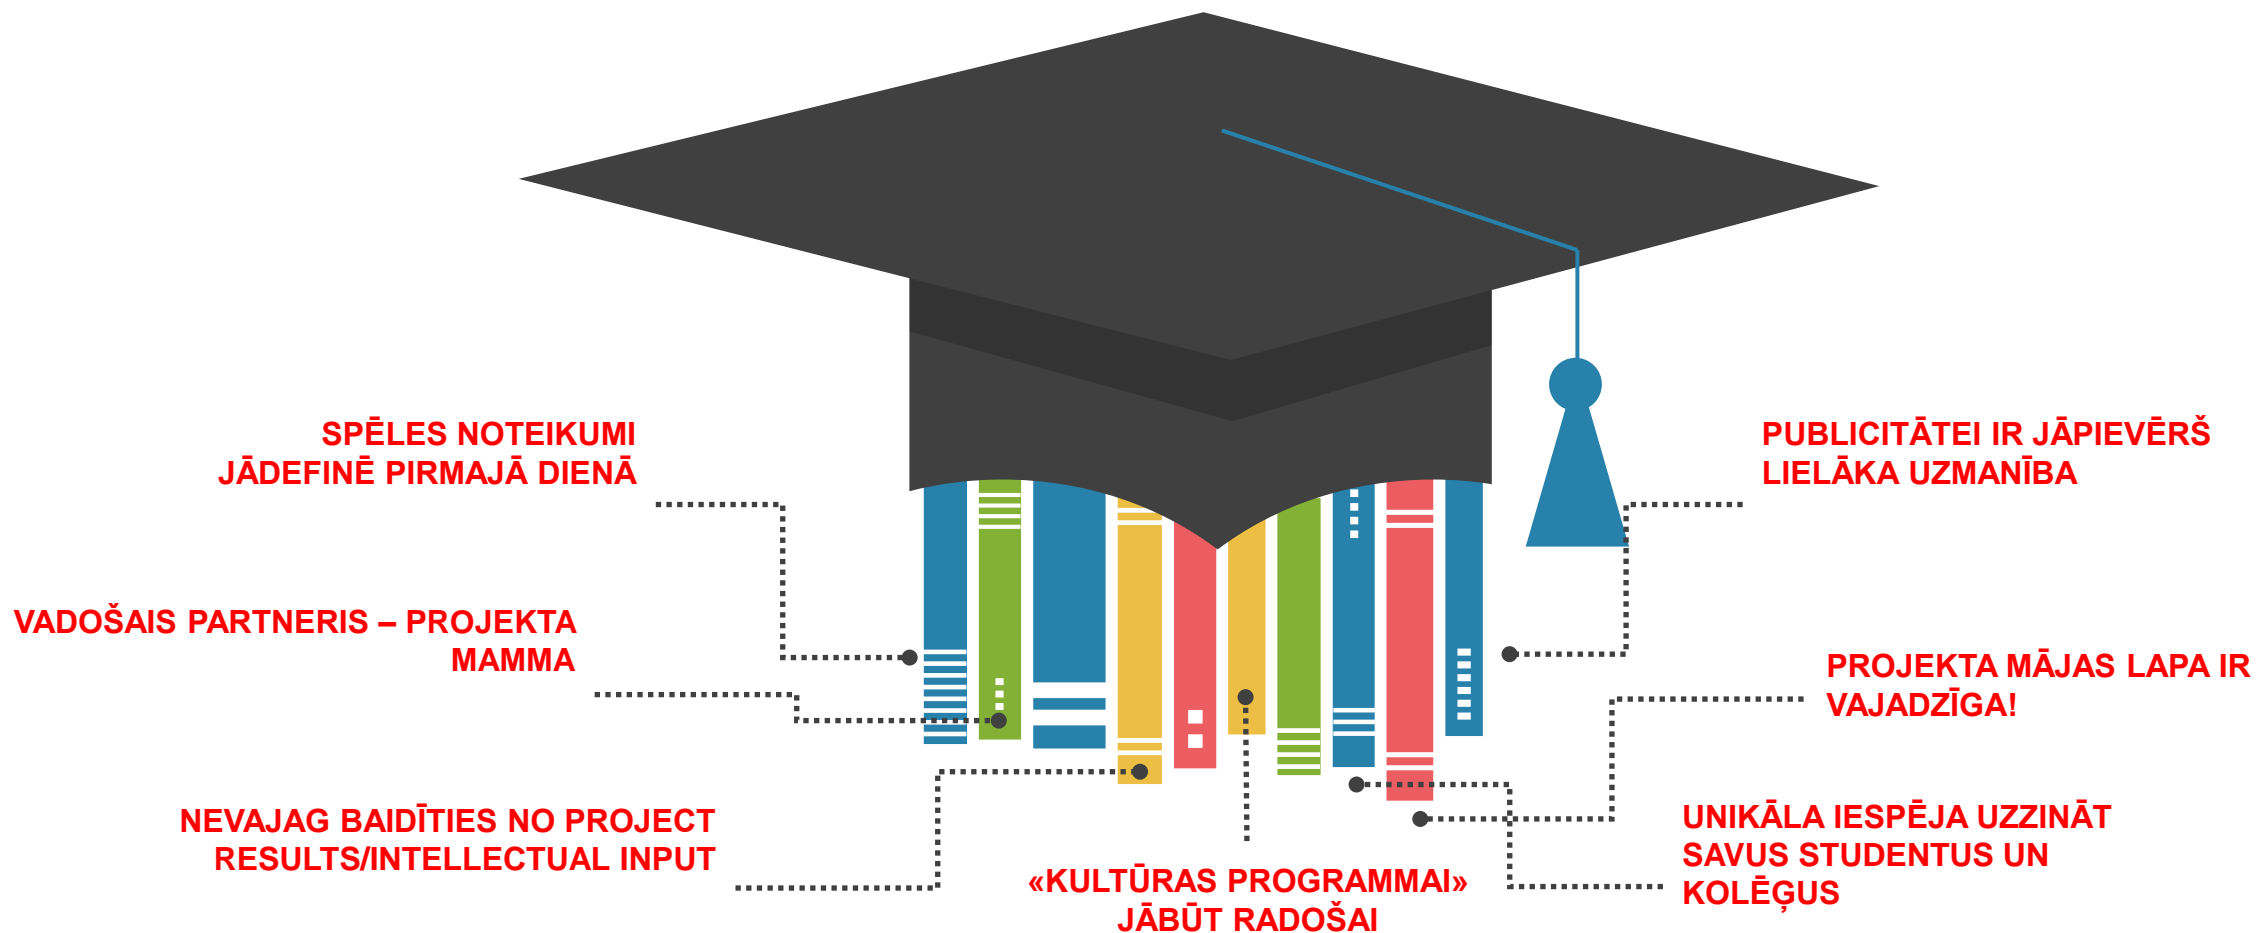 SPĒLES NOTEIKUMI
JĀDEFINĒ PIRMAJĀ DIENĀ
VADOŠAIS PARTNERIS – PROJEKTA
MAMMA
NEVAJAG BAIDĪTIES NO PROJECT
RESULTS/INTELLECTUAL INPUT
«KULTŪRAS PROGRAMMAI»
JĀBŪT RADOŠAI
PUBLICITĀTEI IR JĀPIEVĒRŠ
LIELĀKA UZMANĪBA
PROJEKTA MĀJAS LAPA IR
VAJADZĪGA!
UNIKĀLA IESPĒJA UZZINĀT
SAVUS STUDENTUS UN
KOLĒĢUS